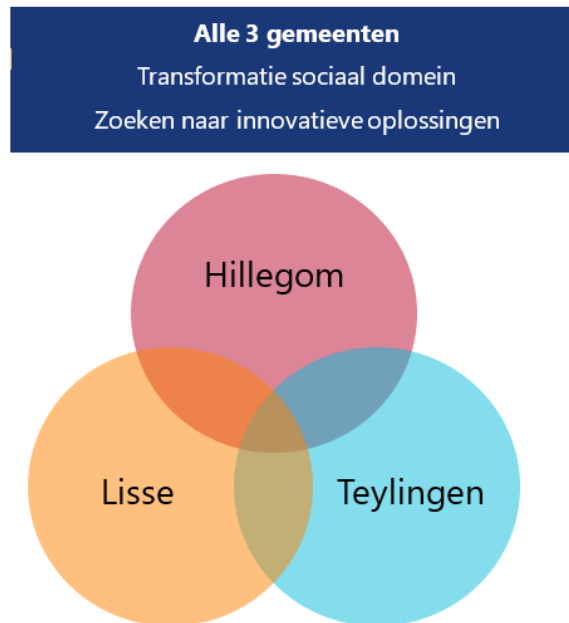 Alle 3 gemeenten
Transformatie sociaal domein
Zoeken naar innovatieve oplossingen
Hillegom
Lisse
Teylingen